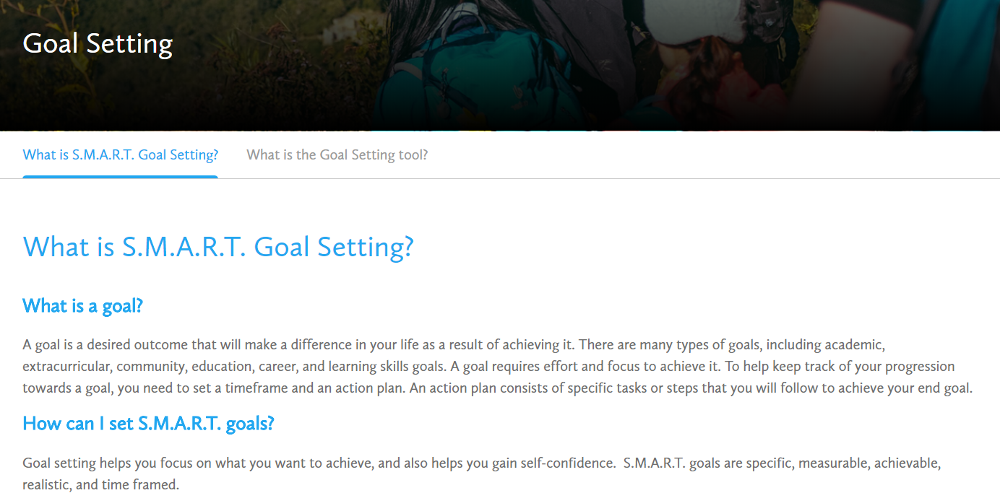 Goal Setting
What is S.M.A.R.T. Goal Setting?
What is the Goal Setting tool?
What is S.M.A.R.T. Goal Setting?
What is a goal?
A goal is a desired outcome that will make a difference in your life as a result of achieving it. There are many types of goals, including academic,
extracurricular, community, education, career, and learning skills goals. A goal requires effort and focus to achieve it. To help keep track of your progression
towards a goal, you need to set a timeframe and an action plan. An action plan consists of specific tasks or steps that you will follow to achieve your end goal.
How can I set S.M.A.R.T. goals?
Goal setting helps you focus on what you want to achieve, and also helps you gain self-confidence.  S.M.A.R.T. goals are specific, measurable, achievable,
realistic, and time framed.